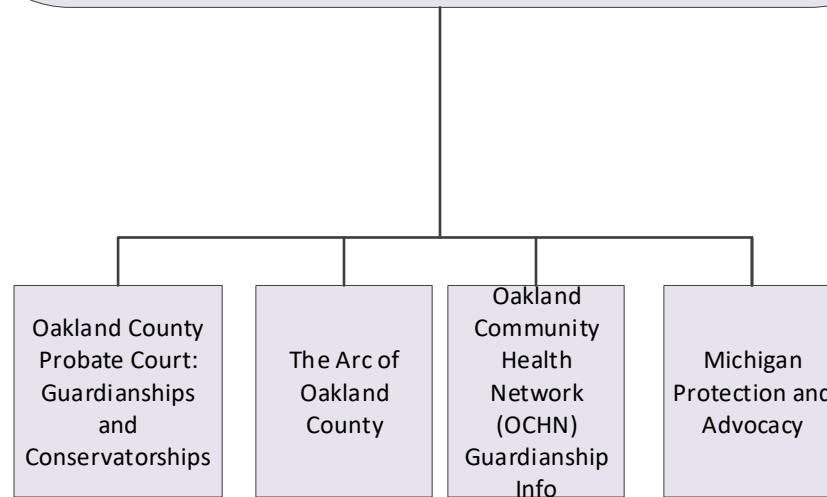 Oakland County
Probate Court:
Guardianships
and
Conservatorships
The Arc of
Oakland
County
Oakland
Community
Health
Network
(OCHN)
Guardianship
Info
Michigan
Protection and
Advocacy